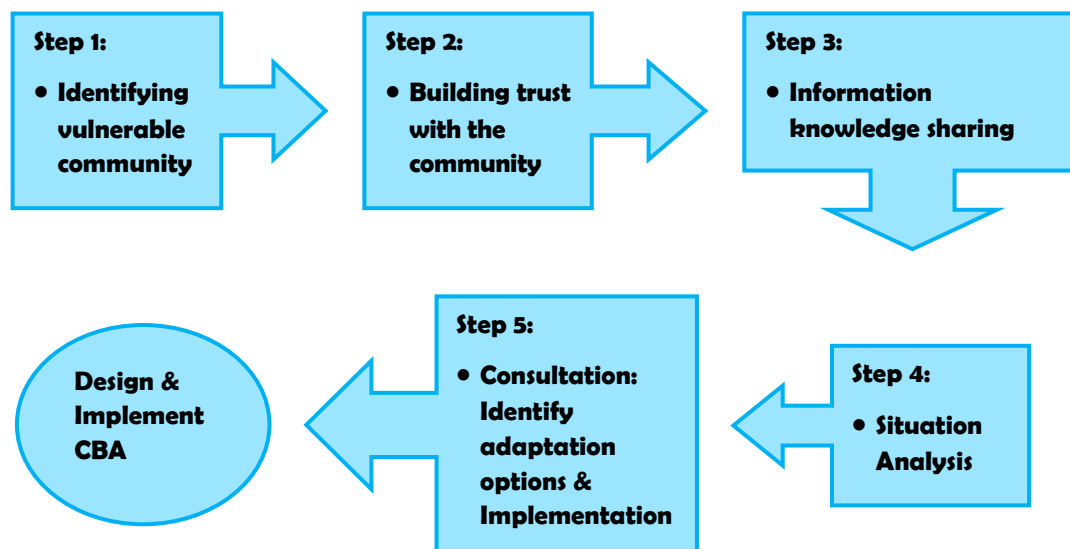 Step 1:
• Identifying
vulnerable
community
Step 2:
• Building trust
with the
community
Step 3:
• Information
knowledge sharing
Step 4:
• Situation
Analysis
Step 5:
• Consultation:
Identify
adaptation
options &
Implementation
Design &
Implement
CBA